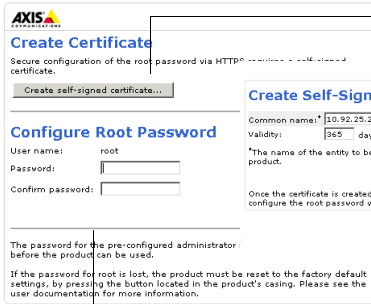 AXIS
COMMUNICATIONS
Create Certificate
Secure configuration of the root password via HTTPS requires a self-signed
certificate.
Create self-signed certificate...
Create Self-Sign
Common name:* 10.92.25.2
Validity: 365 day
*The name of the entity to be
product.
Once the certificate is created
configure the root password v
Configure Root Password
User name: root
Password:
Confirm password:
The password for the pre-configured administrator
before the product can be used.
If the password for root is lost, the product must be reset to the factory default
settings, by pressing the button located in the product's casing. Please see the
user documentation for more information.